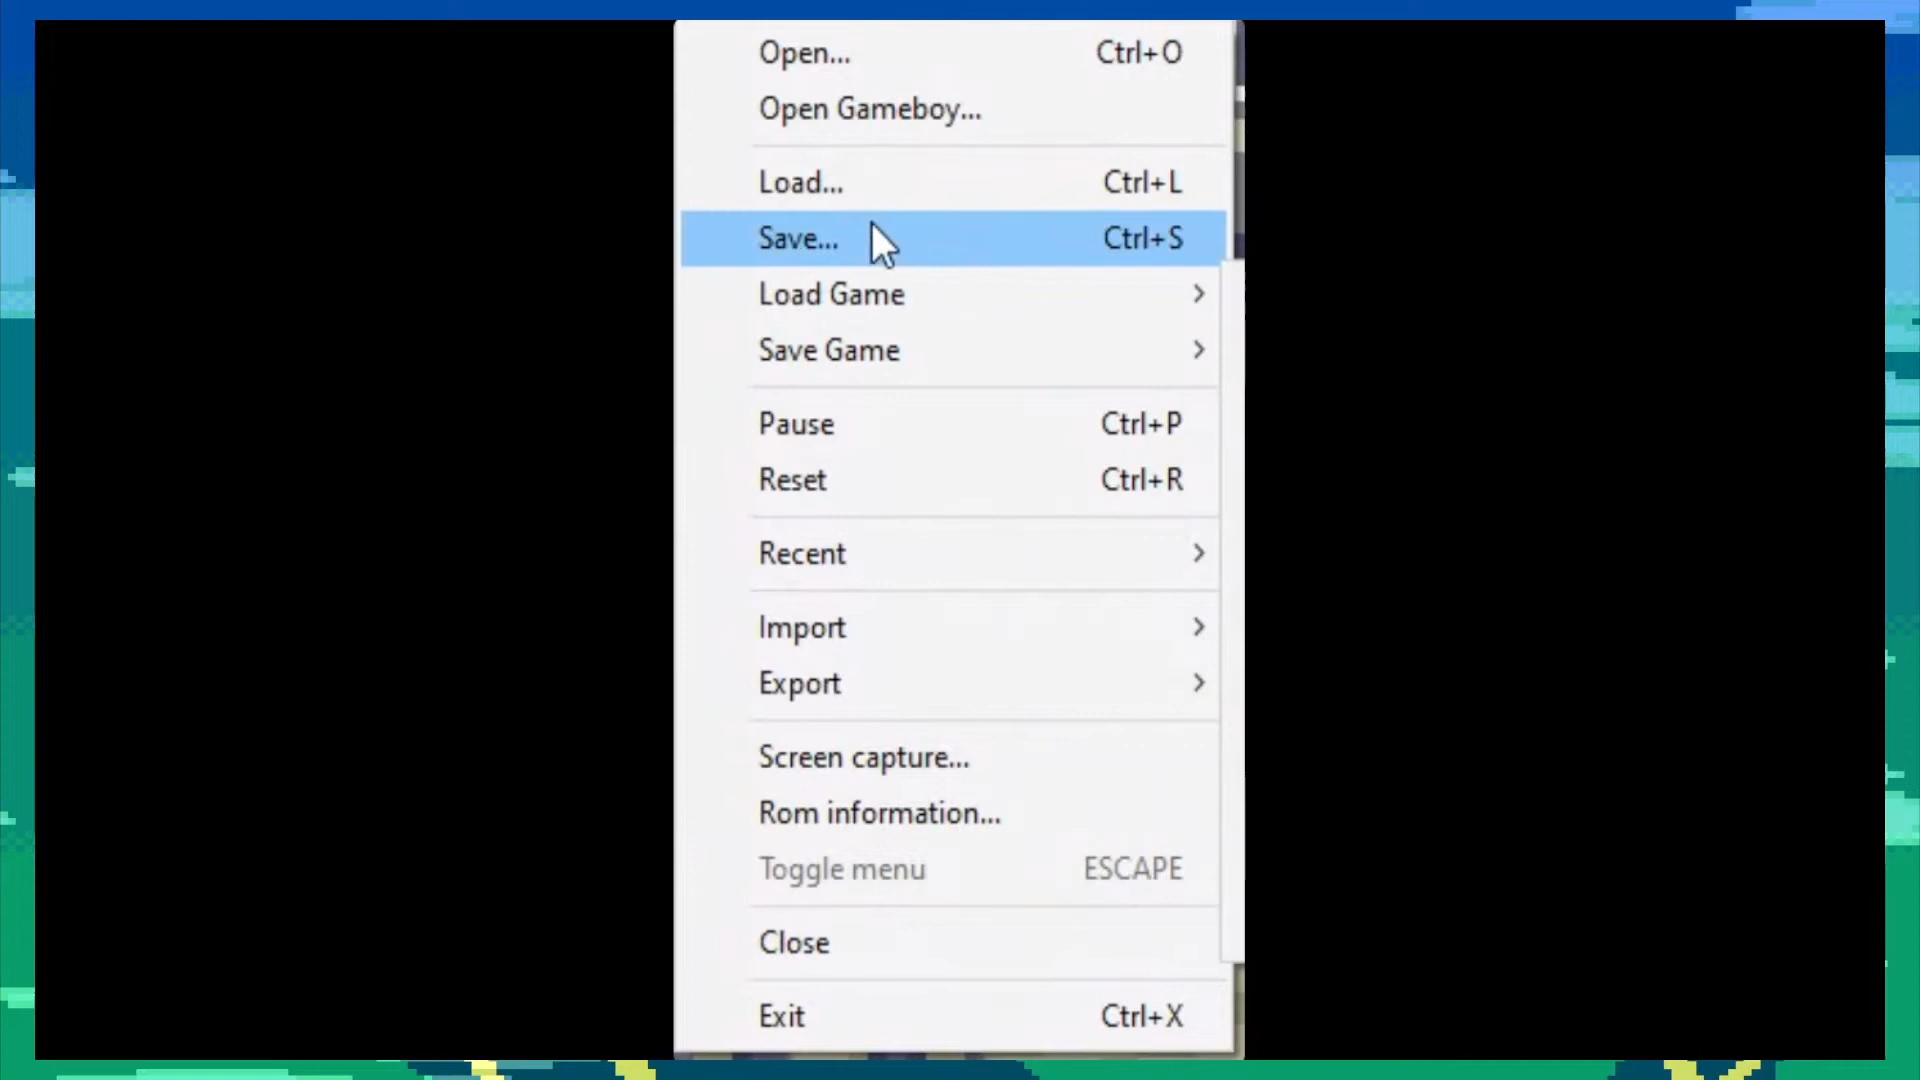 Open... Ctrl+O
Open Gameboy...
Load... Ctrl+L
Save... Ctrl+S
Load Game
Save Game
Pause Ctrl+P
Reset Ctrl+R
Recent
Import
Export
Screen capture...
Rom information...
Toggle menu ESCAPE
Close
Exit Ctrl+X